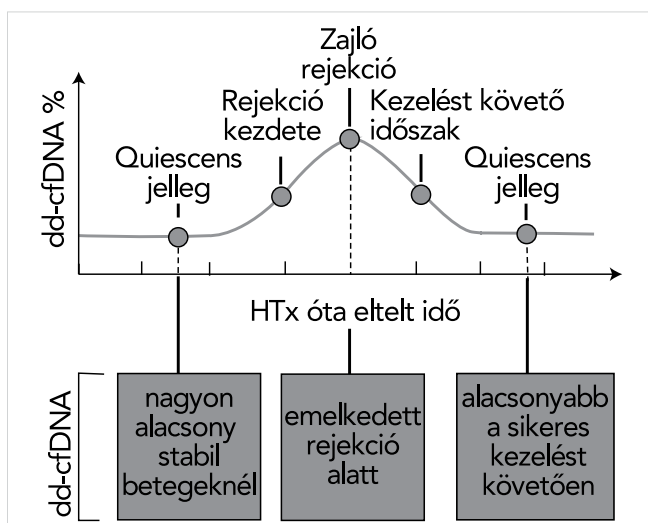 Zajló
rejekció
Rejekció
kezdete
Kezelést követő
időszak
Quiescens
jelleg
Quiescens
jelleg
dd-cfDNA %
HTx óta eltelt idő
dd-cfDNA
nagyon
alacsony
stabil
betegeknél
emelkedett
rejekció
alatt
alacsonyabb
a sikeres
kezelést
követően